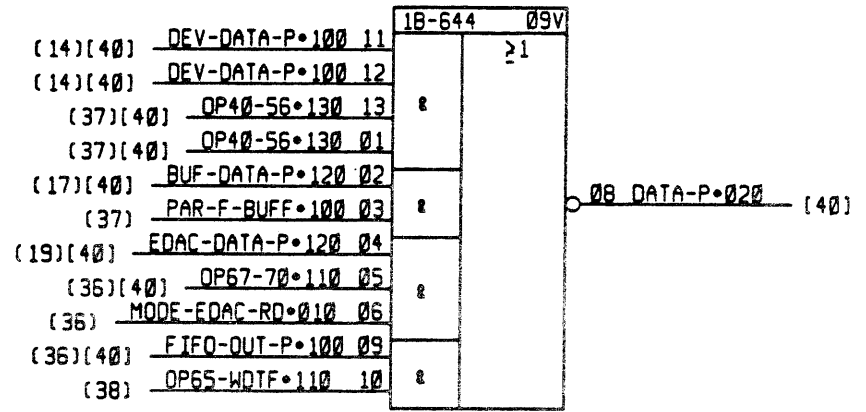 1B-644 09V
≥1
(14)[40] DEV-DATA-P•100 11
(14)[40] DEV-DATA-P•100 12
(37)[40] OP40-56•130 13
&
(37)[40] OP40-56•130 01
(17)[40] BUF-DATA-P•120 02
(37) PAR-F-BUFF•100 03
&
08 DATA-P•020 [40]
(19)[40] EDAC-DATA-P•120 04
(36)[40] OP67-70•110 05
&
(36) MODE-EDAC-RD•010 06
(36)[40] FIFO-OUT-P•100 09
(38) OP65-WDTF•110 10
&